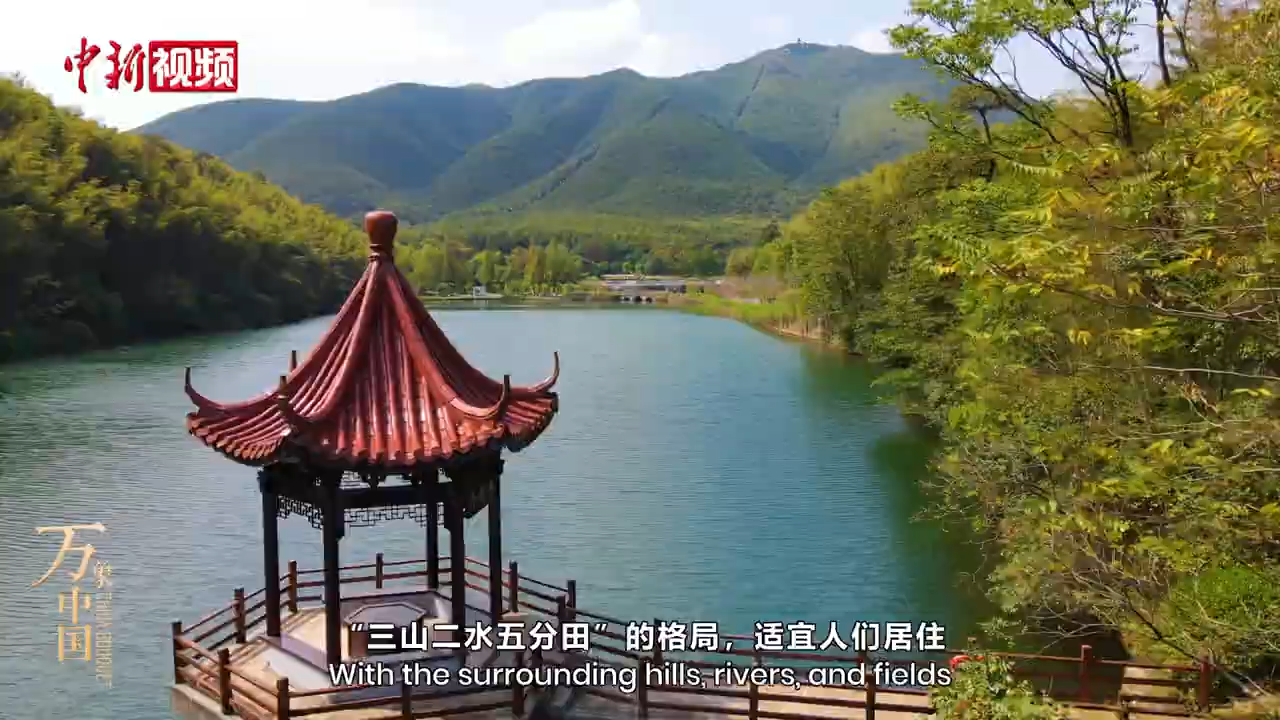 中新视频
万般
中国
“三山二水五分田”的格局，适宜人们居住
With the surrounding hills, rivers, and fields